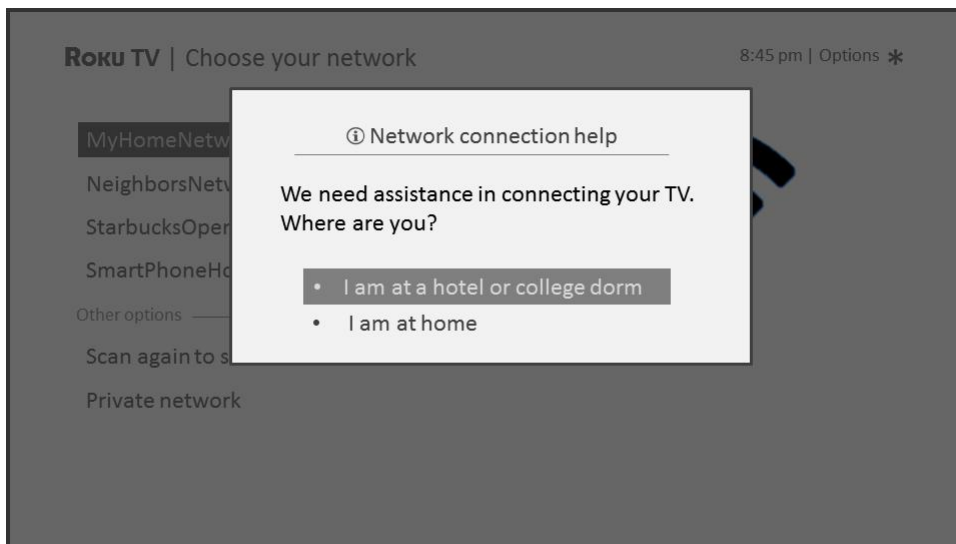 Roku TV | Choose your network
8:45 pm | Options
ⓘ Network connection help
We need assistance in connecting your TV.
Where are you?
• I am at a hotel or college dorm
• I am at home
MyHomeNetw
NeighborsNetw
StarbucksOper
SmartPhoneHo
Other options
Scan again to s
Private network